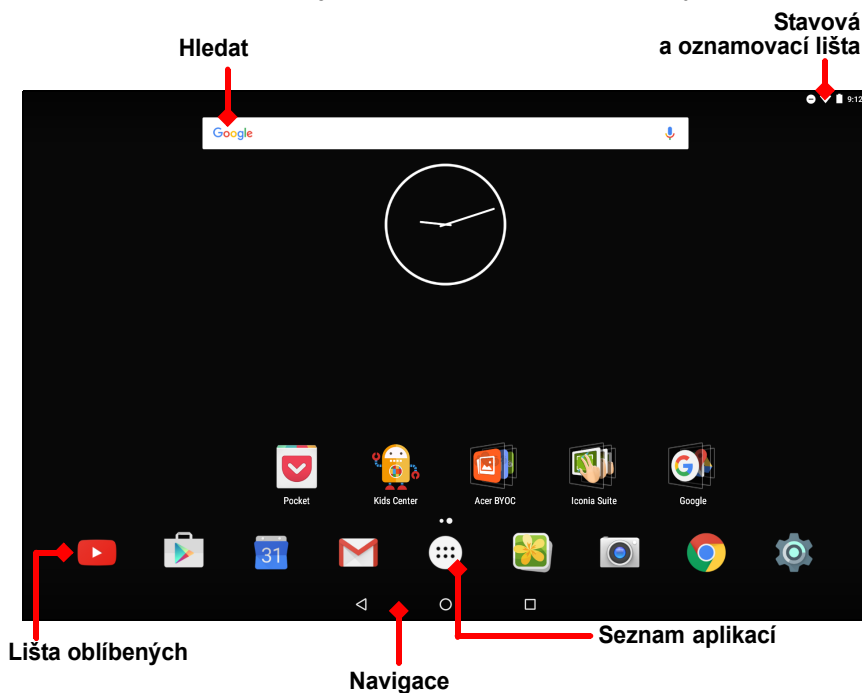 Stavová
a oznamovací lišta
Hledat
9:12
Google
Pocket
Kids Center
Acer BYOC
Iconia Suite
Google
31
Seznam aplikací
Lišta oblíbených
Navigace